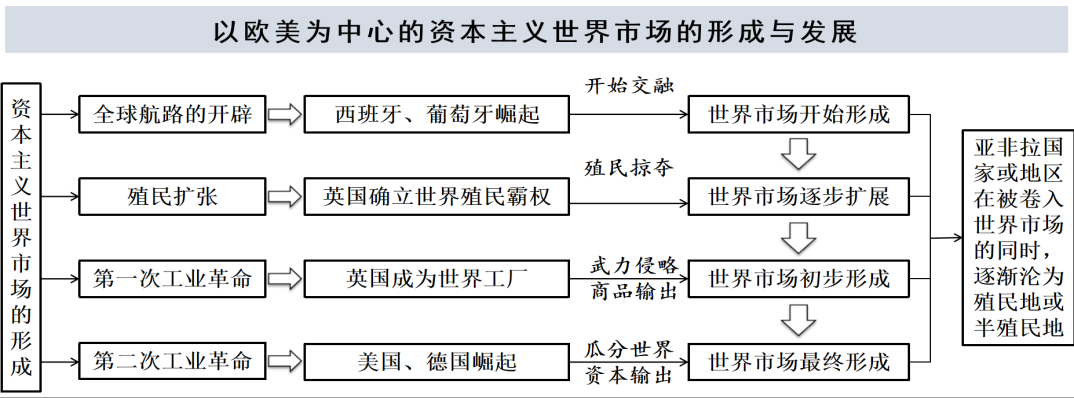 以欧美为中心的资本主义世界市场的形成与发展
资本主义世界市场的形成
全球航路的开辟
西班牙、葡萄牙崛起
开始交融
世界市场开始形成
殖民扩张
英国确立世界殖民霸权
殖民掠夺
世界市场逐步扩展
第一次工业革命
英国成为世界工厂
武力侵略
商品输出
世界市场初步形成
第二次工业革命
美国、德国崛起
瓜分世界
资本输出
世界市场最终形成
亚非拉国
家或地区
在被卷入
世界市场
的同时，
逐渐沦为
殖民地或
半殖民地